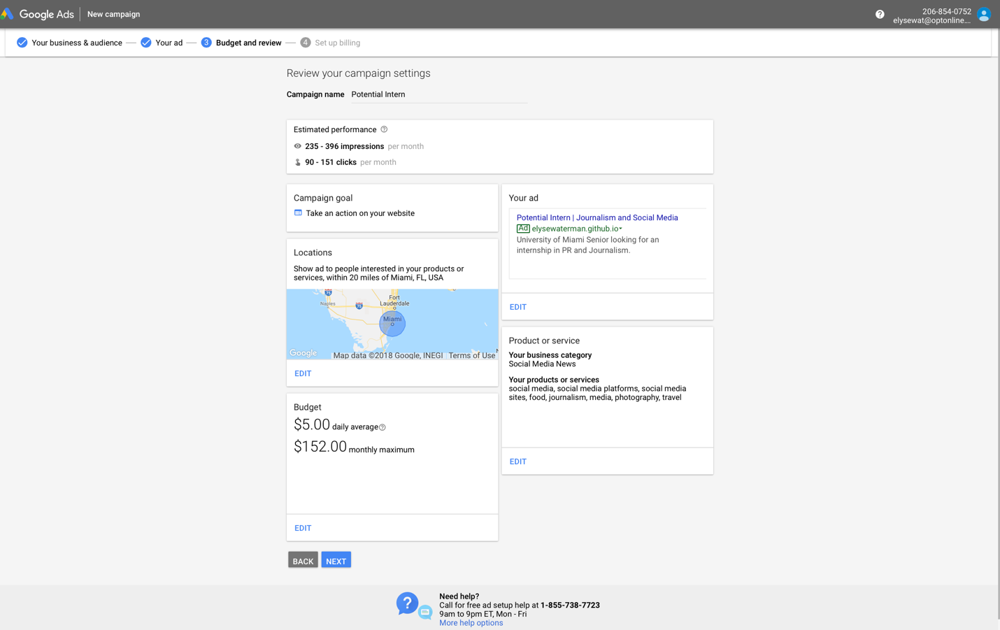 Google Ads New campaign
206-854-0752
elysewat@optonline....
Your business & audience
Your ad
3 Budget and review
4 Set up billing
Review your campaign settings
Campaign name Potential Intern
Estimated performance
235 - 396 impressions per month
90 - 151 clicks per month
Campaign goal
Take an action on your website
Locations
Show ad to people interested in your products or
services, within 20 miles of Miami, FL, USA
75
Naples
75
Fort
Lauderdale
Miami
Google
Map data ©2018 Google, INEGI
Terms of Use
EDIT
Budget
$5.00 daily average
$152.00 monthly maximum
EDIT
Your ad
Potential Intern | Journalism and Social Media
Ad elysewaterman.github.io
University of Miami Senior looking for an
internship in PR and Journalism.
EDIT
Product or service
Your business category
Social Media News
Your products or services
social media, social media platforms, social media
sites, food, journalism, media, photography, travel
EDIT
BACK NEXT
Need help?
Call for free ad setup help at 1-855-738-7723
9am to 9pm ET, Mon - Fri
More help options